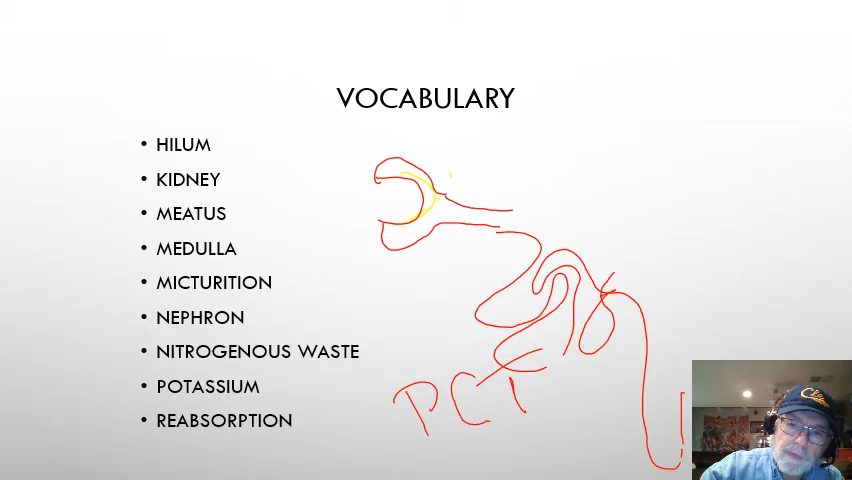 VOCABULARY
• HILUM
• KIDNEY
• MEATUS
• MEDULLA
• MICTURITION
• NEPHRON
• NITROGENOUS WASTE
• POTASSIUM
• REABSORPTION
PCT